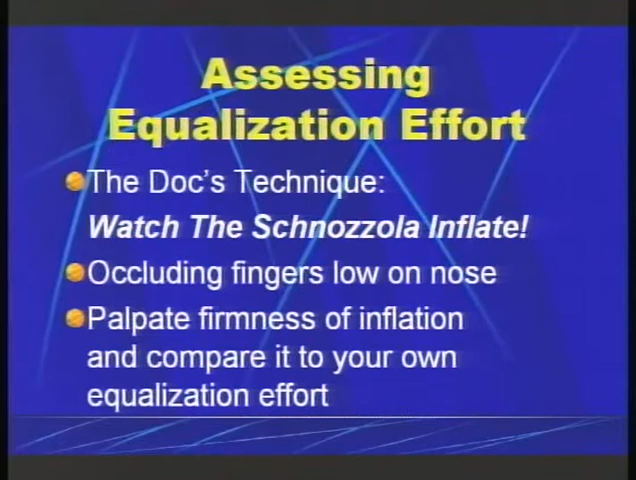 Assessing
Equalization Effort
The Doc's Technique:
Watch The Schnozzola Inflate!
Occluding fingers low on nose
Palpate firmness of inflation
and compare it to your own
equalization effort